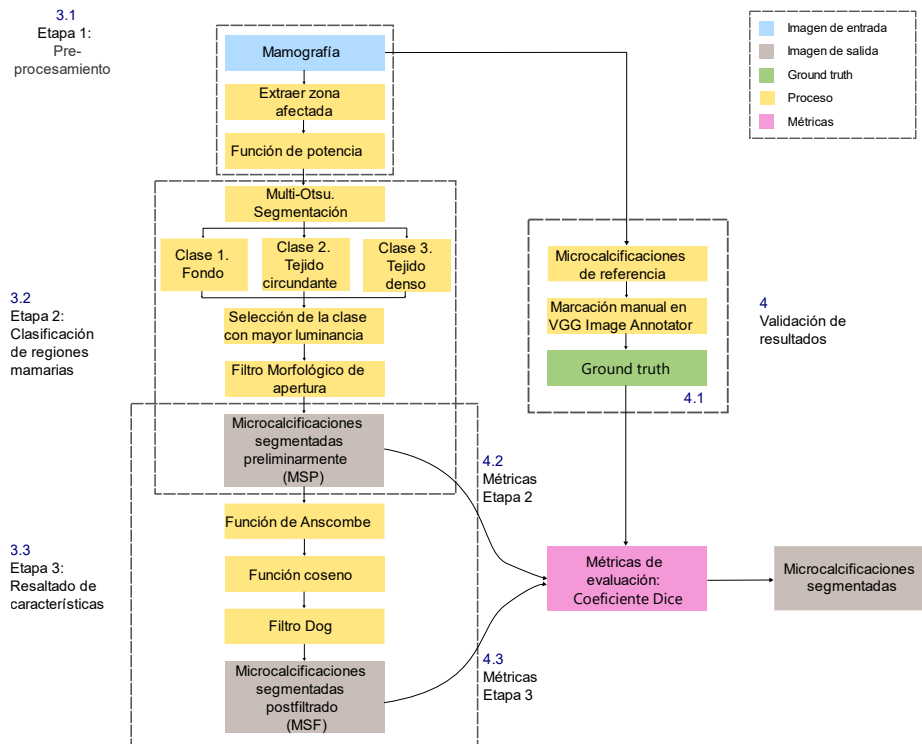 3.1
Etapa 1:
Pre-
procesamiento
Mamografía
Extraer zona
afectada
Función de potencia
Imagen de entrada
Imagen de salida
Ground truth
Proceso
Métricas
3.2
Etapa 2:
Clasificación
de regiones
mamarias
Multi-Otsu.
Segmentación
Clase 1.
Fondo
Clase 2.
Tejido
circundante
Clase 3.
Tejido
denso
Selección de la clase
con mayor luminancia
Filtro Morfológico de
apertura
Microcalcificaciones
segmentadas
preliminarmente
(MSP)
Microcalcificaciones
de referencia
Marcación manual en
VGG Image Annotator
Ground truth
4.1
4
Validación de
resultados
4.2
Métricas
Etapa 2
3.3
Etapa 3:
Resaltado de
características
Función de Anscombe
Función coseno
Filtro Dog
Microcalcificaciones
segmentadas
postfiltrado
(MSF)
4.3
Métricas
Etapa 3
Métricas de
evaluación:
Coeficiente Dice
Microcalcificaciones
segmentadas